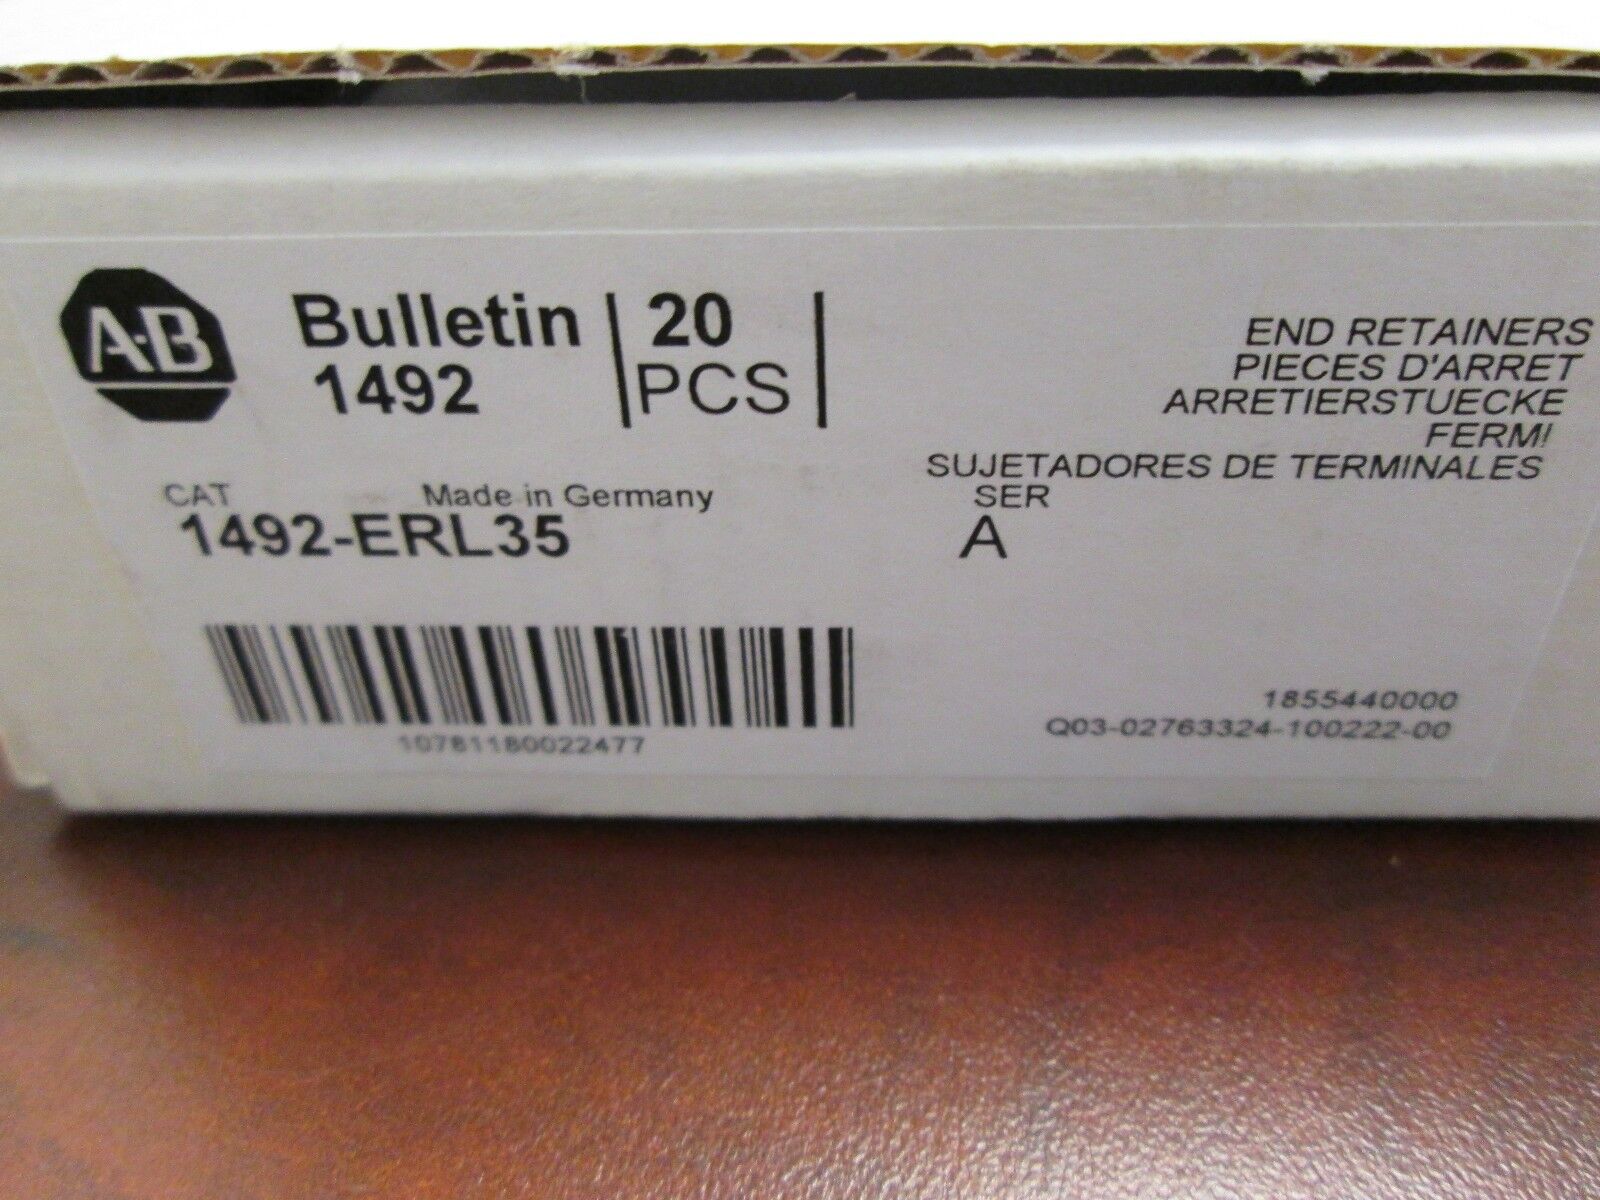 A-B
Bulletin
1492
20
PCS
END RETAINERS
PIECES D'ARRET
ARRETIERSTUECKE
FERMI
SUJETADORES DE TERMINALES
CAT
Made in Germany
SER
1492-ERL35
A
10781180022477
1855440000
Q03-02763324-100222-00